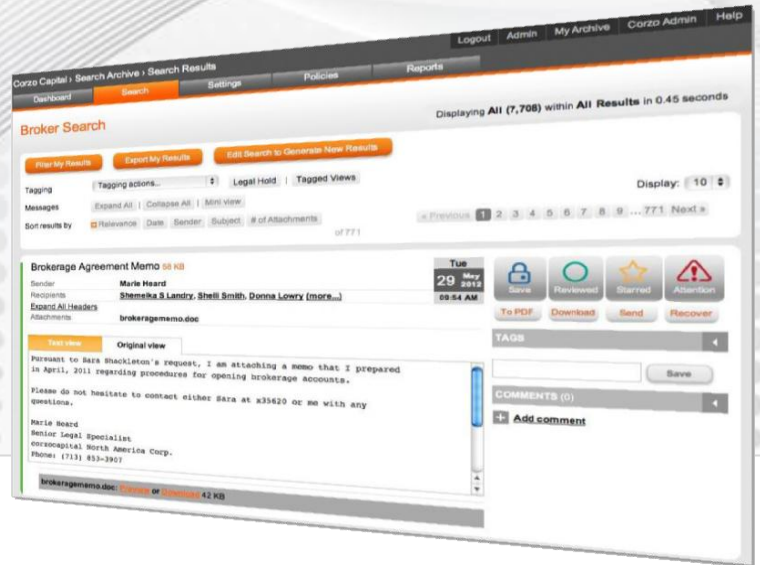 Logout Admin My Archive Corzo Admin Help
Corzo Capital › Search Archive › Search Results
Dashboard Search Settings Policies Reports
Broker Search
Displaying All (7,708) within All Results in 0.45 seconds
Filter My Results Export My Results Edit Search to Generate New Results
Tagging Tagging actions... Legal Hold | Tagged Views
Display: 10
Messages Expand All | Collapse All | Mini view
« Previous 1 2 3 4 5 6 7 8 9 ...771 Next »
Sort results by Relevance Date Sender Subject # of Attachments
of 771
Brokerage Agreement Memo 58 KB
Tue
29 May
2012
09:54 AM
Sender Marie Heard
Recipients Shemeika S Landry, Shelli Smith, Donna Lowry (more...)
Expand All Headers
Attachments brokeragememo.doc
Save Reviewed Starred Attention
To PDF Download Send Recover
TAGS
Save
COMMENTS (0)
Add comment
Text view Original view
Pursuant to Sara Shackleton's request, I am attaching a memo that I prepared
in April, 2011 regarding procedures for opening brokerage accounts.
Please do not hesitate to contact either Sara at x35620 or me with any
questions.
Marie Heard
Senior Legal Specialist
corzocapital North America Corp.
Phone: (713) 853-3907
brokeragememo.doc: Preview or Download 42 KB